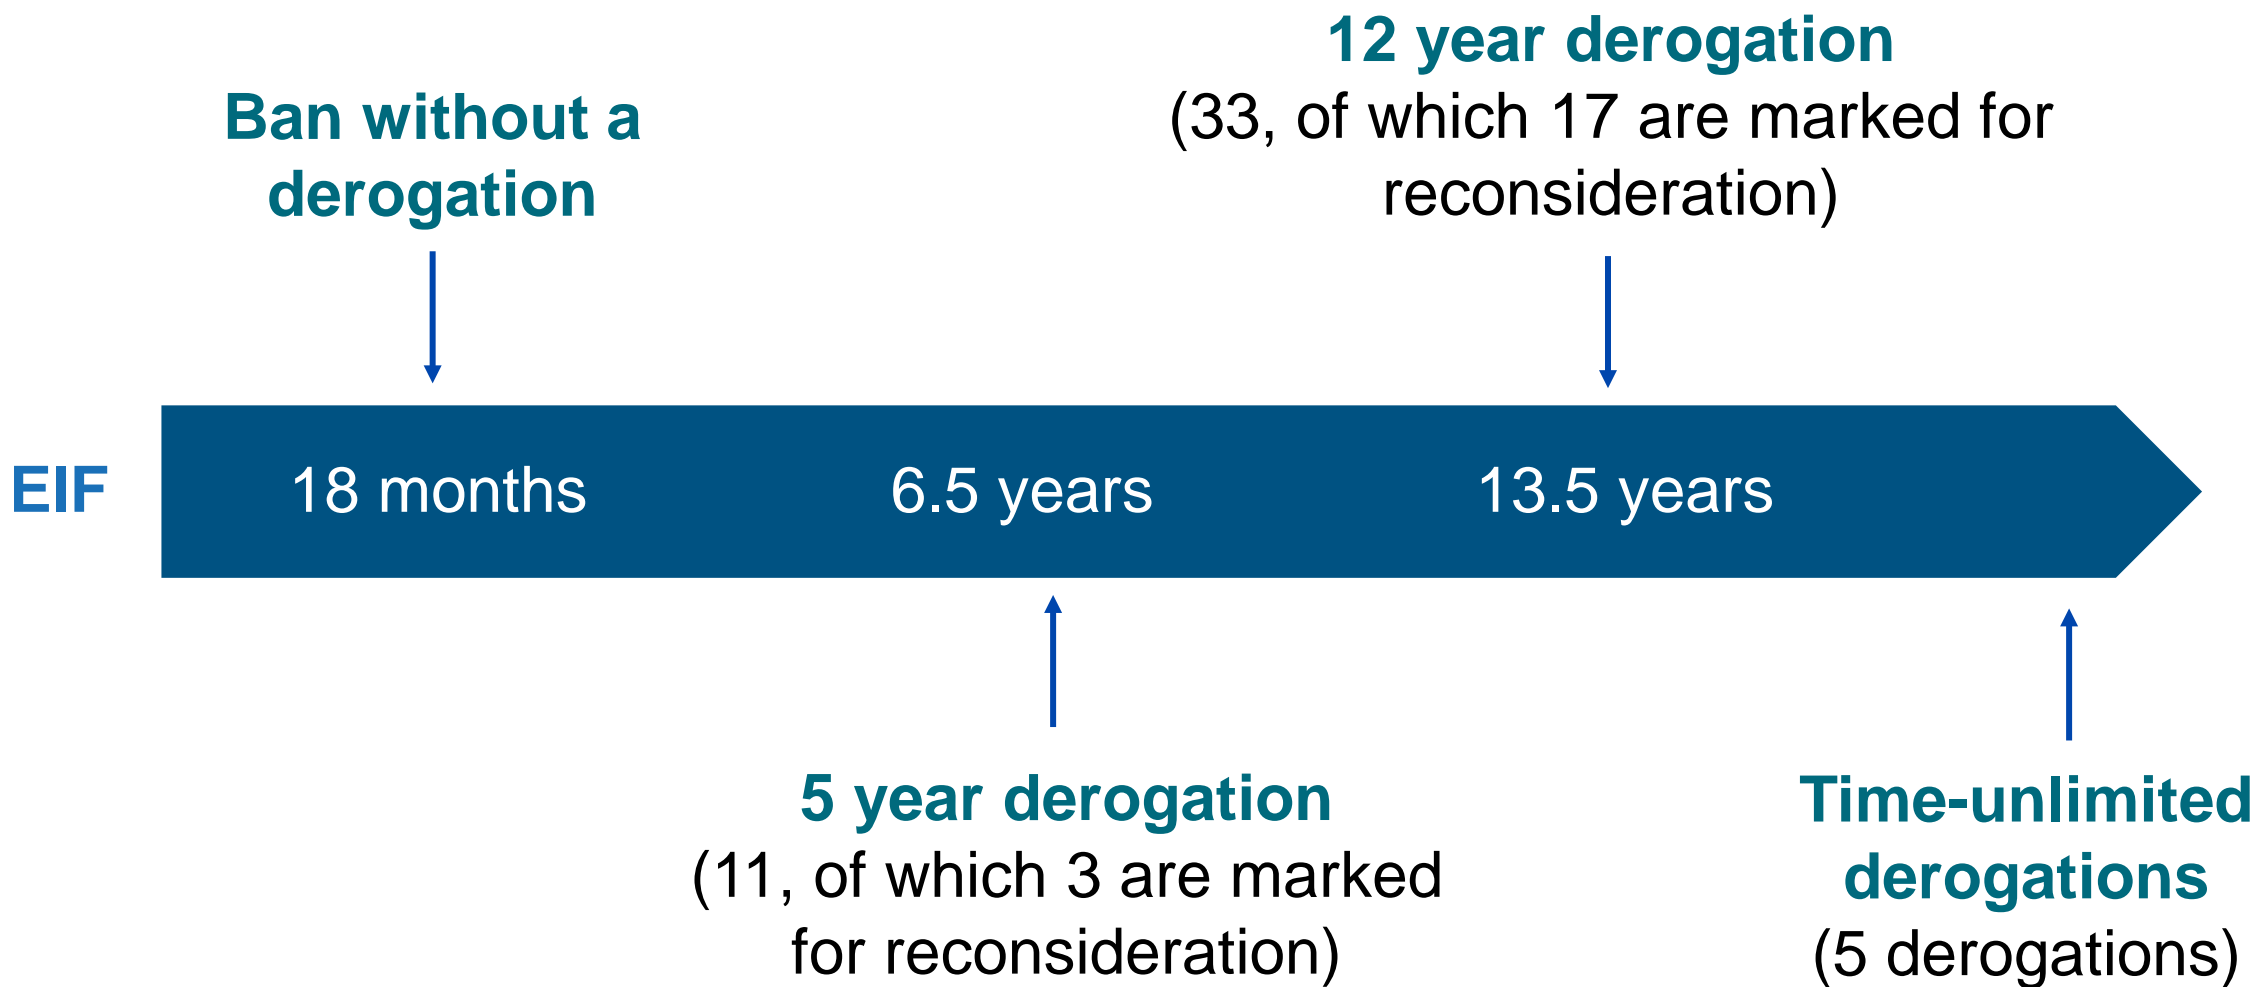 12 year derogation
(33, of which 17 are marked for
reconsideration)
Ban without a
derogation
EIF
18 months
6.5 years
13.5 years
5 year derogation
(11, of which 3 are marked
for reconsideration)
Time-unlimited
derogations
(5 derogations)